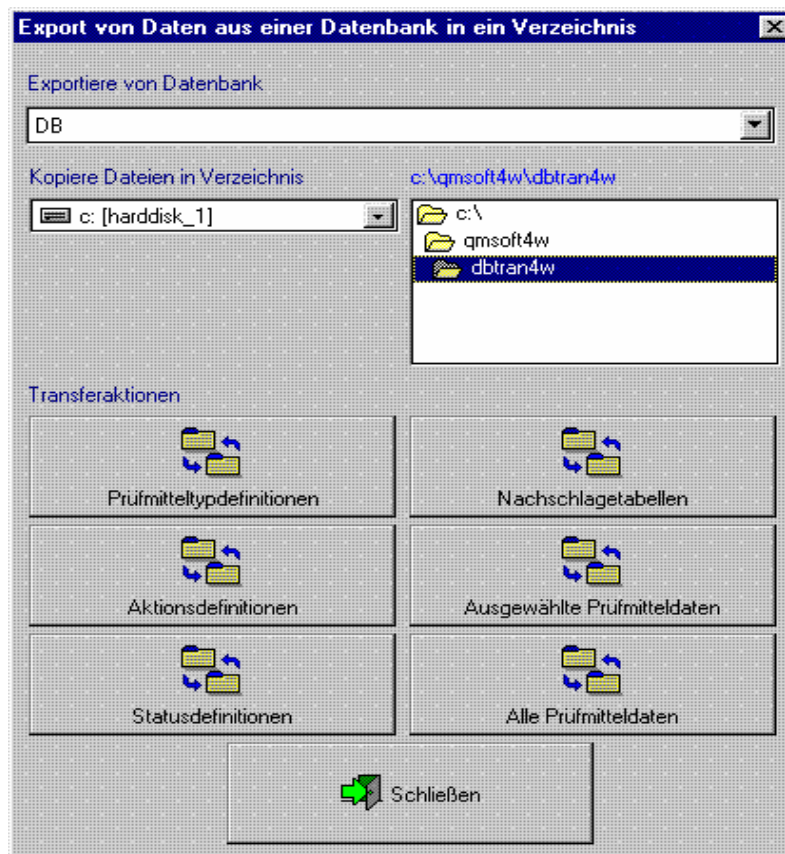 Export von Daten aus einer Datenbank in ein Verzeichnis
Exportiere von Datenbank
DB
Kopiere Dateien in Verzeichnis
c:\qmsoft4w\dbtran4w
c: [harddisk_1]
c:\
qmsoft4w
dbtran4w
Transferaktionen
Prüfmitteltypdefinitionen
Nachschlagetabellen
Aktionsdefinitionen
Ausgewählte Prüfmitteldaten
Statusdefinitionen
Alle Prüfmitteldaten
Schließen